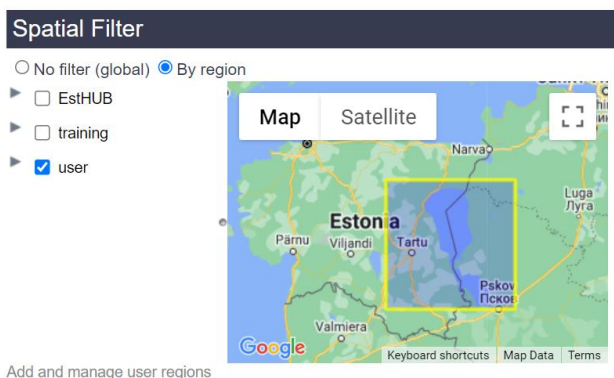 Spatial Filter
No filter (global) By region
EstHUB
training
user
Map Satellite
Narva
Luga
Луга
Estonia
Pärnu Viljandi Tartu
Pskov
Псков
Valmiera
Google
Keyboard shortcuts Map Data Terms
Add and manage user regions